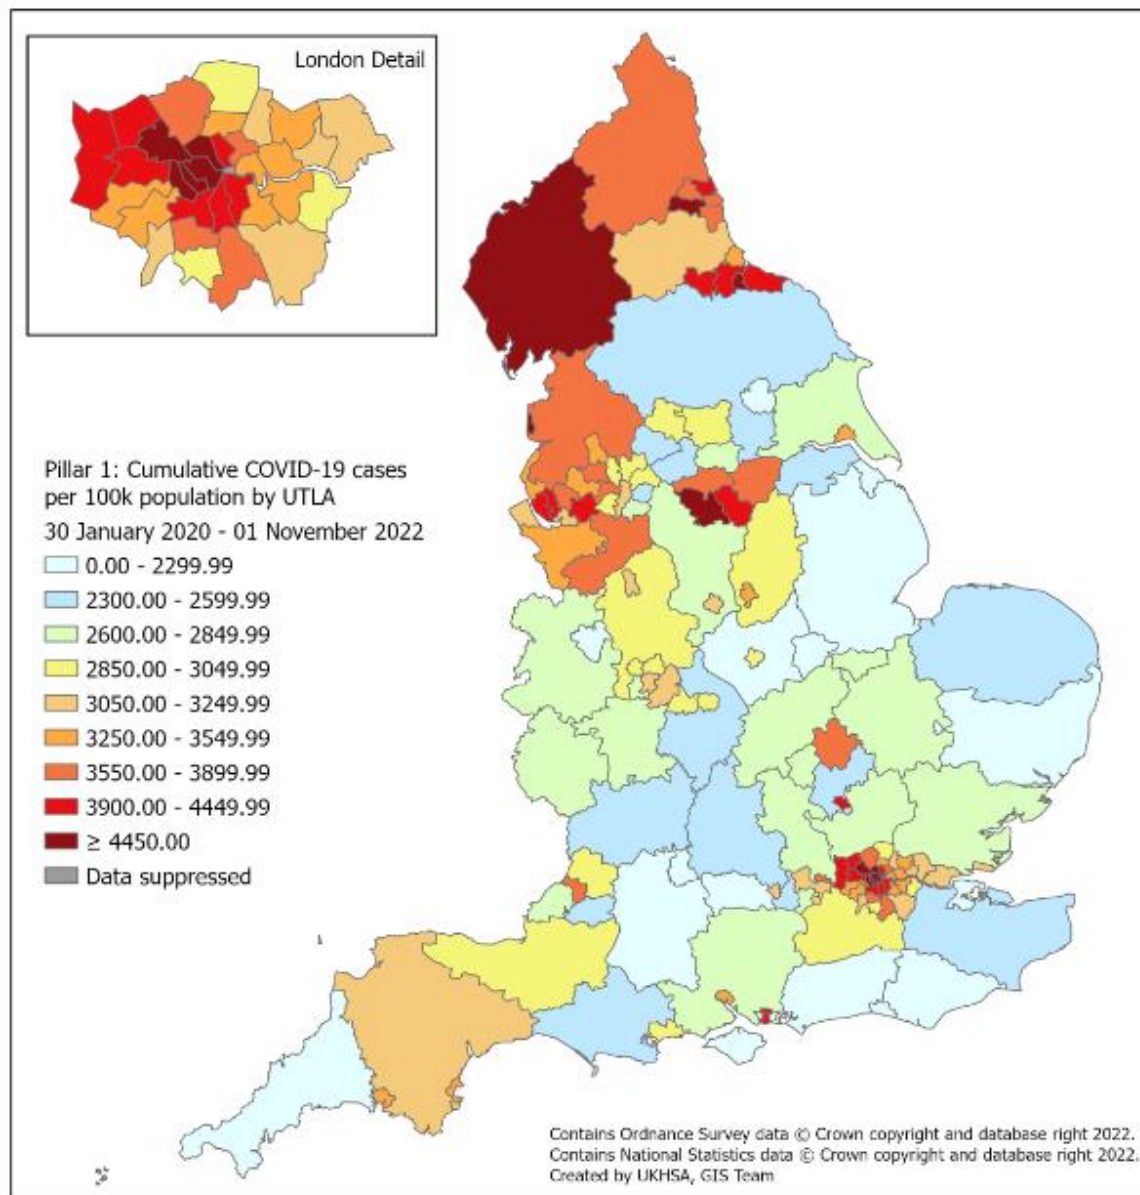 London Detail
Pillar 1: Cumulative COVID-19 cases
per 100k population by UTLA
30 January 2020 - 01 November 2022
0.00 - 2299.99
2300.00 - 2599.99
2600.00 - 2849.99
2850.00 - 3049.99
3050.00 - 3249.99
3250.00 - 3549.99
3550.00 - 3899.99
3900.00 - 4449.99
≥ 4450.00
Data suppressed
Contains Ordnance Survey data © Crown copyright and database right 2022.
Contains National Statistics data © Crown copyright and database right 2022.
Created by UKHSA, GIS Team